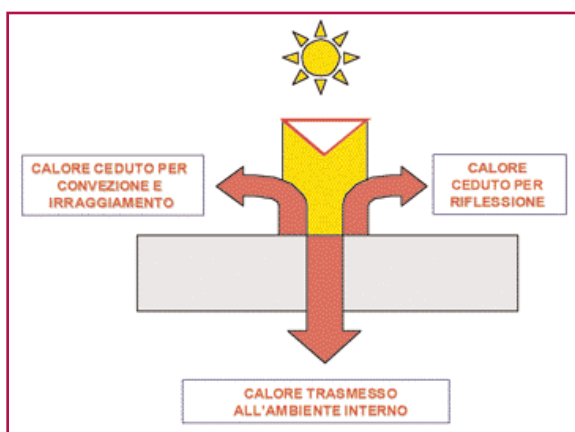 CALORE CEDUTO PER
CONVEZIONE E
IRRAGGIAMENTO
CALORE
CEDUTO PER
RIFLESSIONE
CALORE TRASMESSO
ALL'AMBIENTE INTERNO